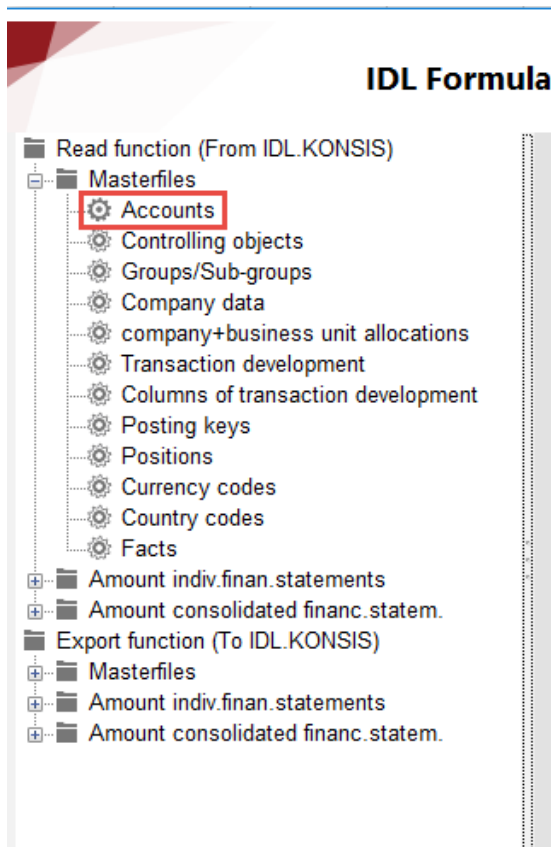 IDL Formula
Read function (From IDL.KONSIS)
Masterfiles
Accounts
Controlling objects
Groups/Sub-groups
Company data
company+business unit allocations
Transaction development
Columns of transaction development
Posting keys
Positions
Currency codes
Country codes
Facts
Amount indiv.finan.statements
Amount consolidated financ.statem.
Export function (To IDL.KONSIS)
Masterfiles
Amount indiv.finan.statements
Amount consolidated financ.statem.